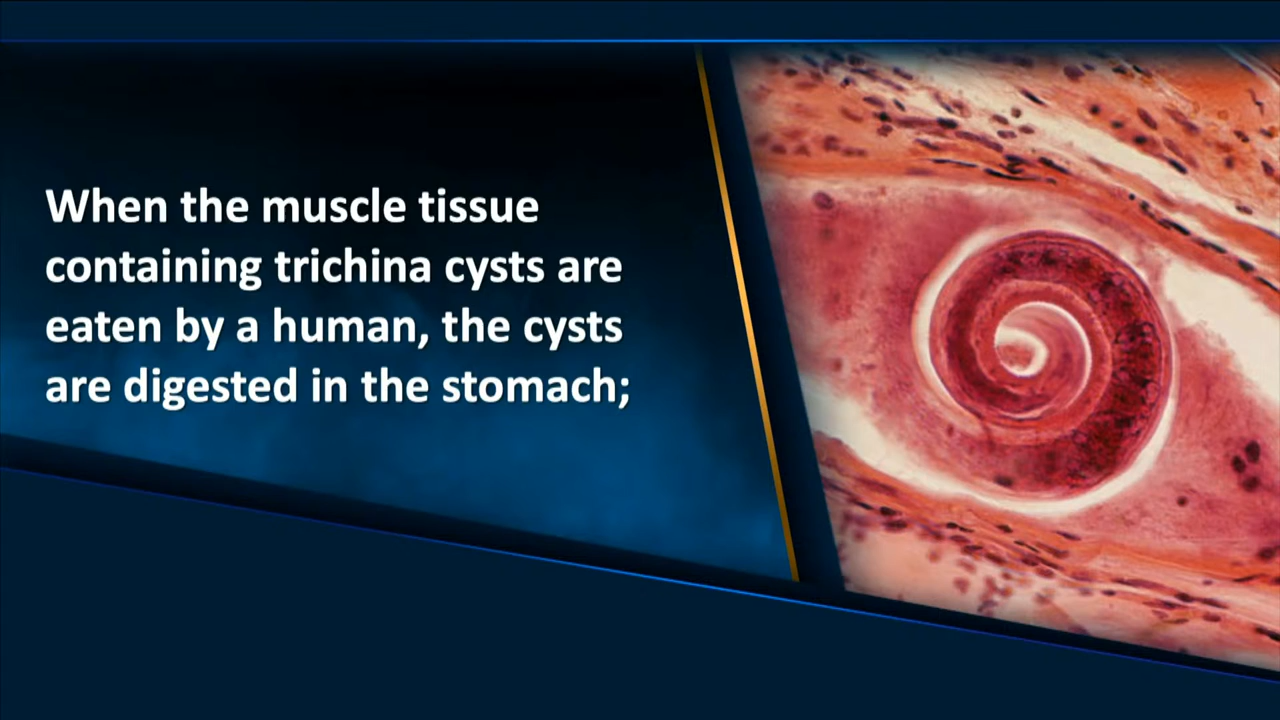 When the muscle tissue
containing trichina cysts are
eaten by a human, the cysts
are digested in the stomach;